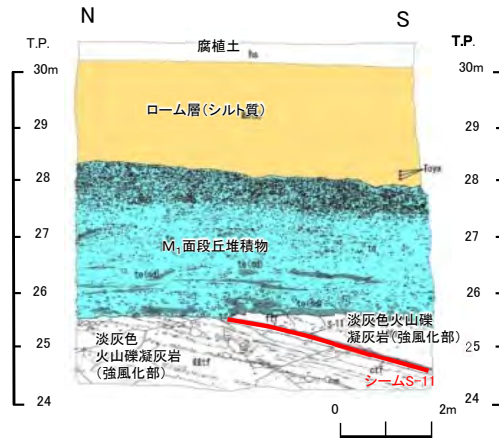 N
S
T.P.
T.P.
腐植土
hs
30m
30m
ローム層(シルト質)
29
29
Toya
28
28
27
27
M₁面段丘堆積物
26
26
淡灰色火山礫
凝灰岩(強風化部)
S-11
淡灰色
火山礫凝灰岩
(強風化部)
25
25
シームS-11
24
24
0
2m